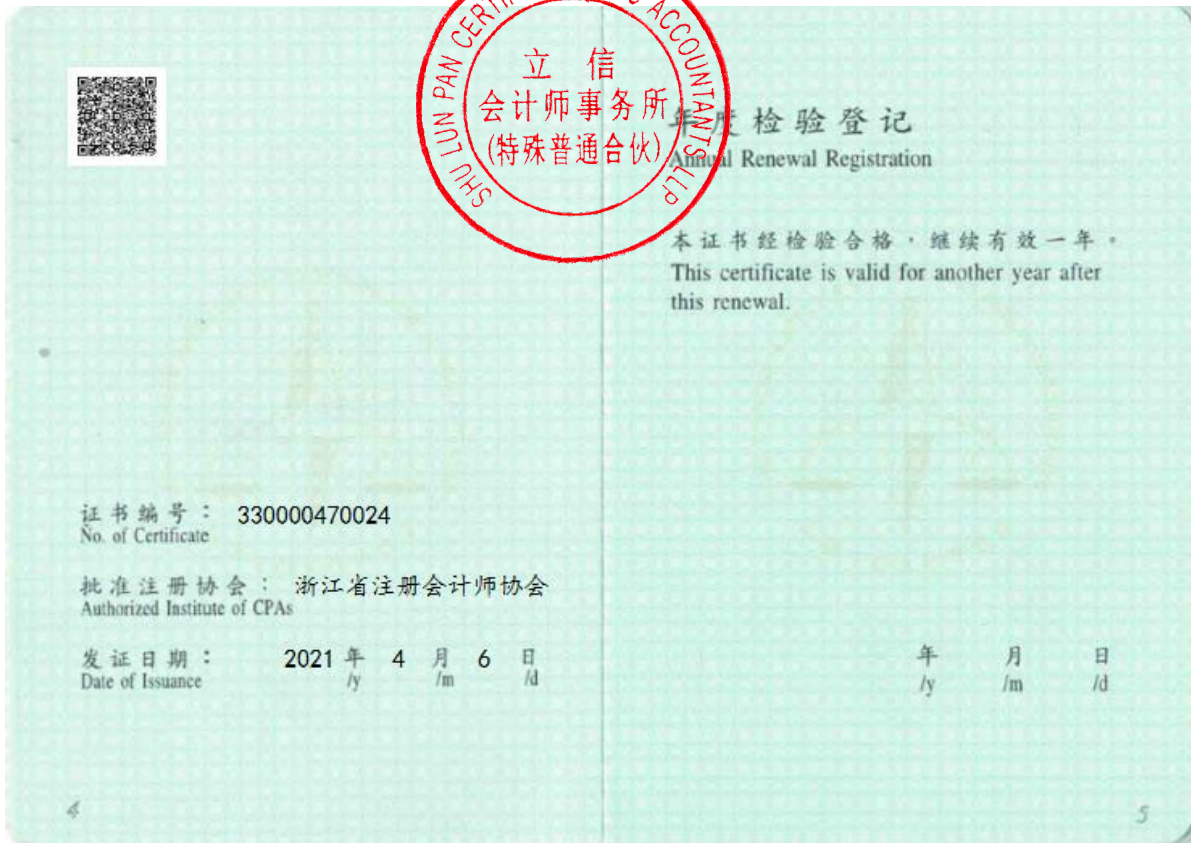 SHU LUN PAN CERTIFIED PUBLIC ACCOUNTANTS LLP
立信
会计师事务所
(特殊普通合伙)
年度检验登记
Annual Renewal Registration
本证书经检验合格，继续有效一年。
This certificate is valid for another year after
this renewal.
证书编号： 330000470024
No. of Certificate
批准注册协会： 浙江省注册会计师协会
Authorized Institute of CPAs
发证日期： 2021 年 4 月 6 日
Date of Issuance /y /m /d
年 月 日
/y /m /d
4
5